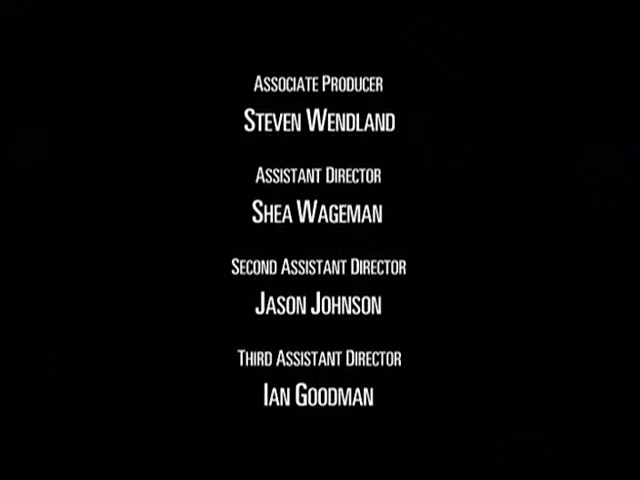 Associate Producer
Steven Wendland
Assistant Director
Shea Wageman
Second Assistant Director
Jason Johnson
Third Assistant Director
Ian Goodman